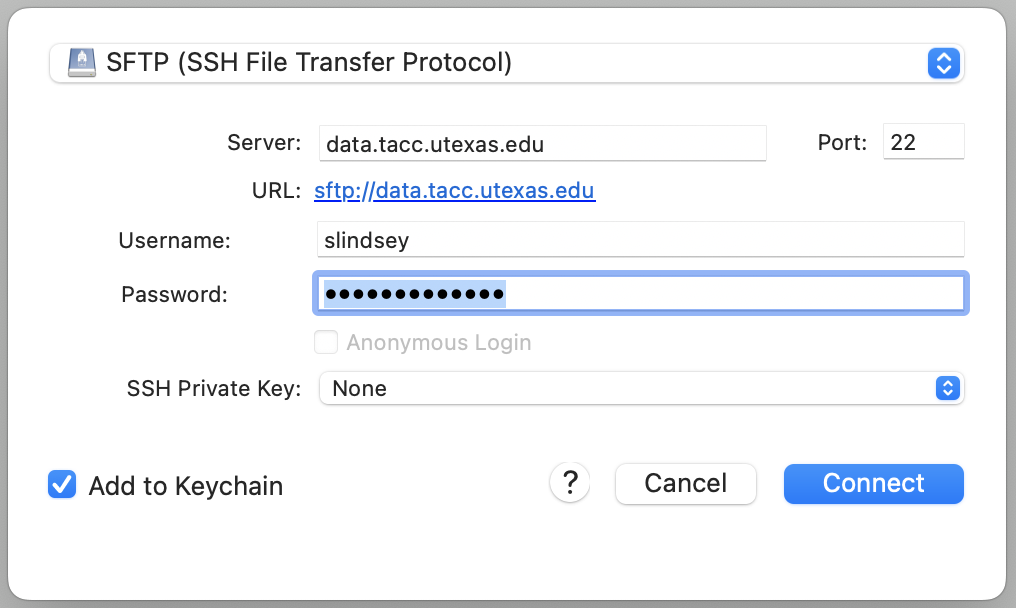 SFTP (SSH File Transfer Protocol)
Server: data.tacc.utexas.edu Port: 22
URL: sftp://data.tacc.utexas.edu
Username: slindsey
Password: •••••••••••••
Anonymous Login
SSH Private Key: None
Add to Keychain ? Cancel Connect